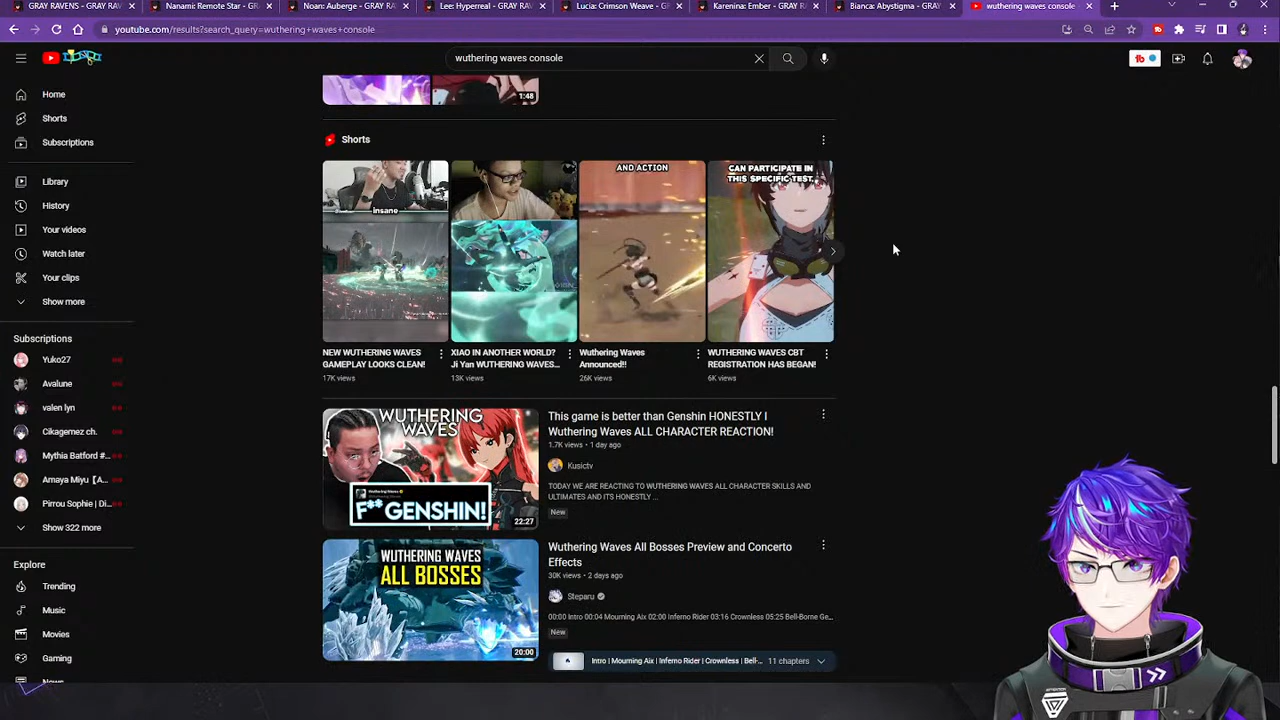 GRAY RAVENS - GRAY RAV
Nanami: Remote Star - GRAY
Noan: Auberge - GRAY RAVE
Lee: Hyperreal - GRAY RAVEN
Lucia: Crimson Weave - GRAY
Karenina: Ember - GRAY RAV
Bianca: Abystigma - GRAY RA
wuthering waves console
youtube.com/results?search_query=wuthering+waves+console
wuthering waves console
Home
Shorts
Subscriptions
Library
History
Your videos
Watch later
Your clips
Show more
Subscriptions
Yuko27
Avalune
valen lyn
Cikagemez ch.
Mythia Batford #...
Amaya Miyu【A...
Pirrou Sophie | Di...
Show 322 more
Explore
Trending
Music
Movies
Gaming
News
1:48
Shorts
insane
AND ACTION
CAN PARTICIPATE IN
THIS SPECIFIC TEST.
NEW WUTHERING WAVES
GAMEPLAY LOOKS CLEAN!
17K views
XIAO IN ANOTHER WORLD?
Ji Yan WUTHERING WAVES...
13K views
Wuthering Waves
Announced!!
26K views
WUTHERING WAVES CBT
REGISTRATION HAS BEGAN!
6K views
WUTHERING
WAVES
F** GENSHIN!
22:27
This game is better than Genshin HONESTLY I
Wuthering Waves ALL CHARACTER REACTION!
1.7K views • 1 day ago
Kusictv
TODAY WE ARE REACTING TO WUTHERING WAVES ALL CHARACTER SKILLS AND
ULTIMATES AND ITS HONESTLY ...
New
WUTHERING WAVES
ALL BOSSES
20:00
Wuthering Waves All Bosses Preview and Concerto
Effects
30K views • 2 days ago
Steparu
00:00 Intro 00:04 Mourning Aix 02:00 Inferno Rider 03:16 Crownless 05:25 Bell-Borne Ge...
New
Intro | Mourning Aix | Inferno Rider | Crownless | Bell-... 11 chapters